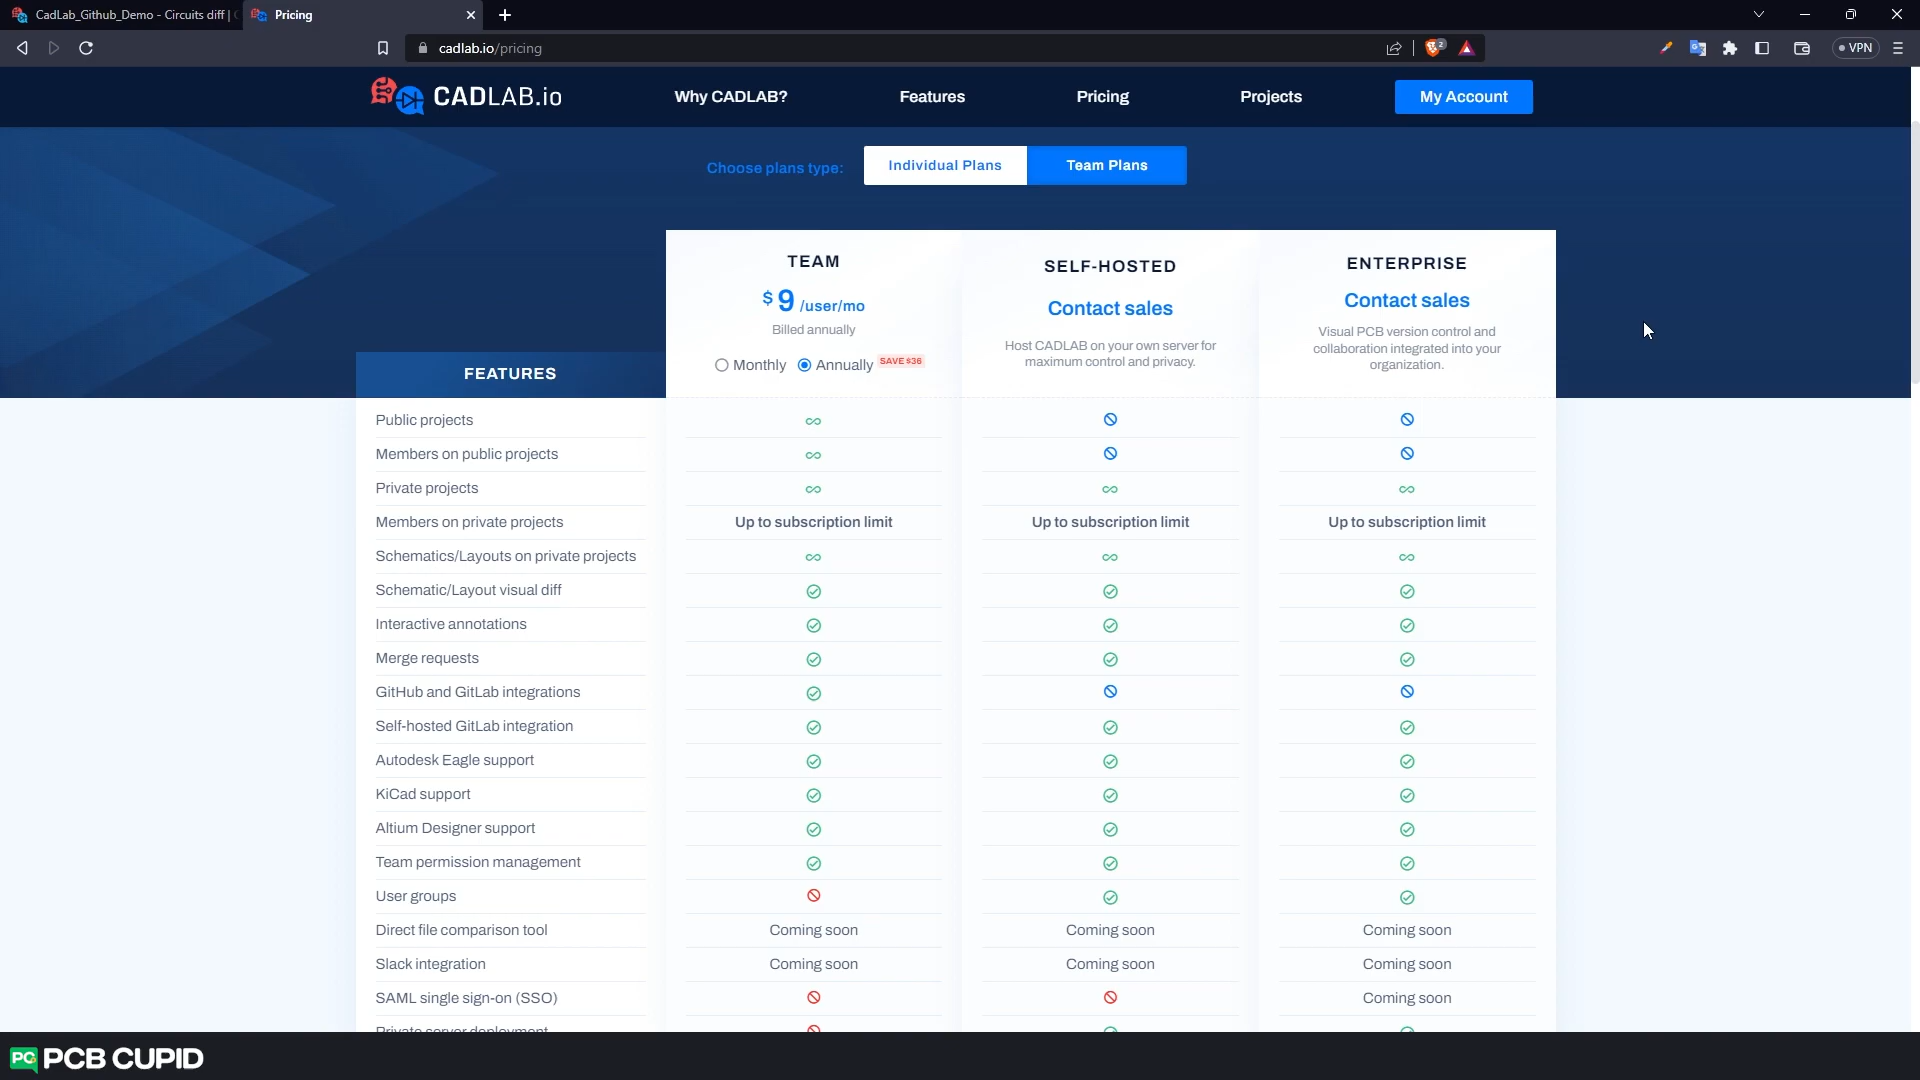 CadLab_Github_Demo - Circuits diff |
Pricing
cadlab.io/pricing
2
VPN
CADLAB.io
Why CADLAB?
Features
Pricing
Projects
My Account
Choose plans type:
Individual Plans
Team Plans
TEAM
$ 9 /user/mo
Billed annually
Monthly
Annually
SAVE $36
SELF-HOSTED
Contact sales
Host CADLAB on your own server for
maximum control and privacy.
ENTERPRISE
Contact sales
Visual PCB version control and
collaboration integrated into your
organization.
FEATURES
Public projects
Members on public projects
Private projects
Members on private projects Up to subscription limit Up to subscription limit Up to subscription limit
Schematics/Layouts on private projects
Schematic/Layout visual diff
Interactive annotations
Merge requests
GitHub and GitLab integrations
Self-hosted GitLab integration
Autodesk Eagle support
KiCad support
Altium Designer support
Team permission management
User groups
Direct file comparison tool Coming soon Coming soon Coming soon
Slack integration Coming soon Coming soon Coming soon
SAML single sign-on (SSO) Coming soon
Private server deployment
PC PCB CUPID